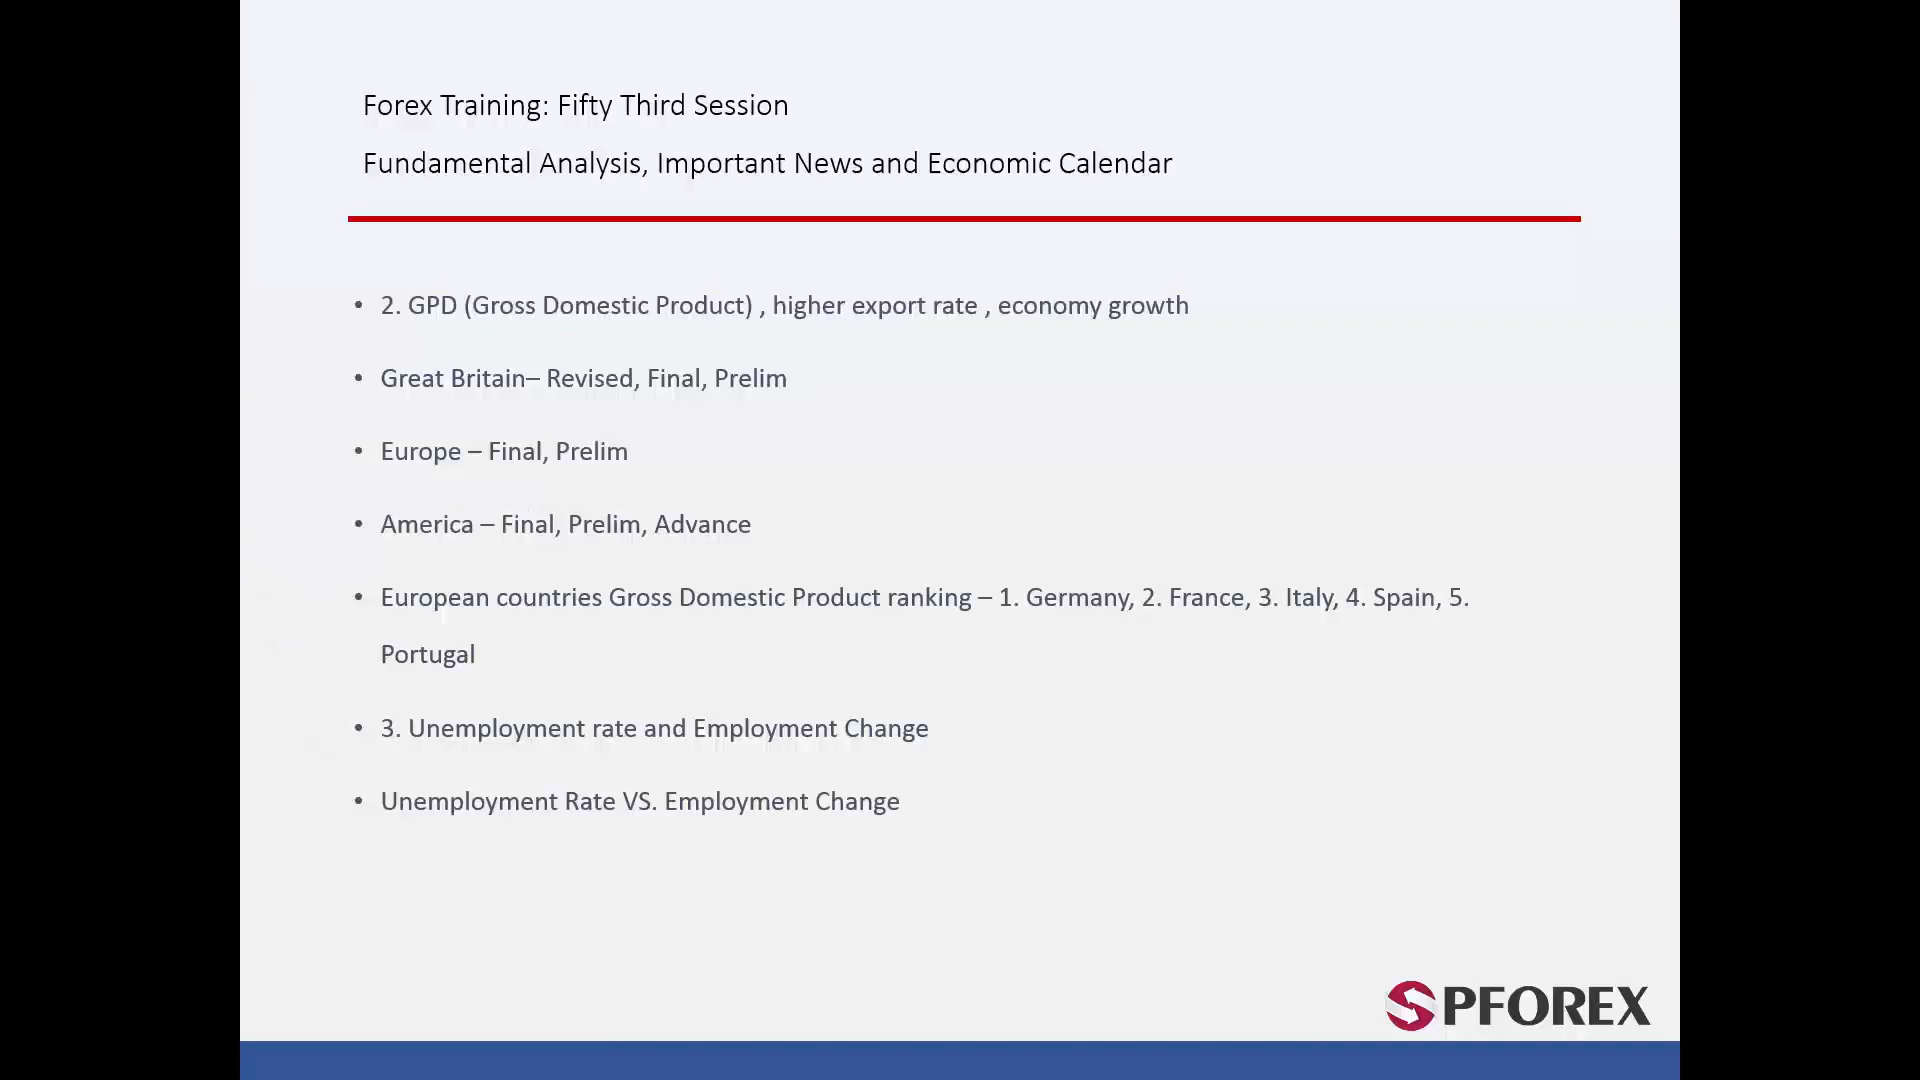 Forex Training: Fifty Third Session
Fundamental Analysis, Important News and Economic Calendar
• 2. GPD (Gross Domestic Product) , higher export rate , economy growth
• Great Britain– Revised, Final, Prelim
• Europe – Final, Prelim
• America – Final, Prelim, Advance
• European countries Gross Domestic Product ranking – 1. Germany, 2. France, 3. Italy, 4. Spain, 5.
Portugal
• 3. Unemployment rate and Employment Change
• Unemployment Rate VS. Employment Change
PFOREX